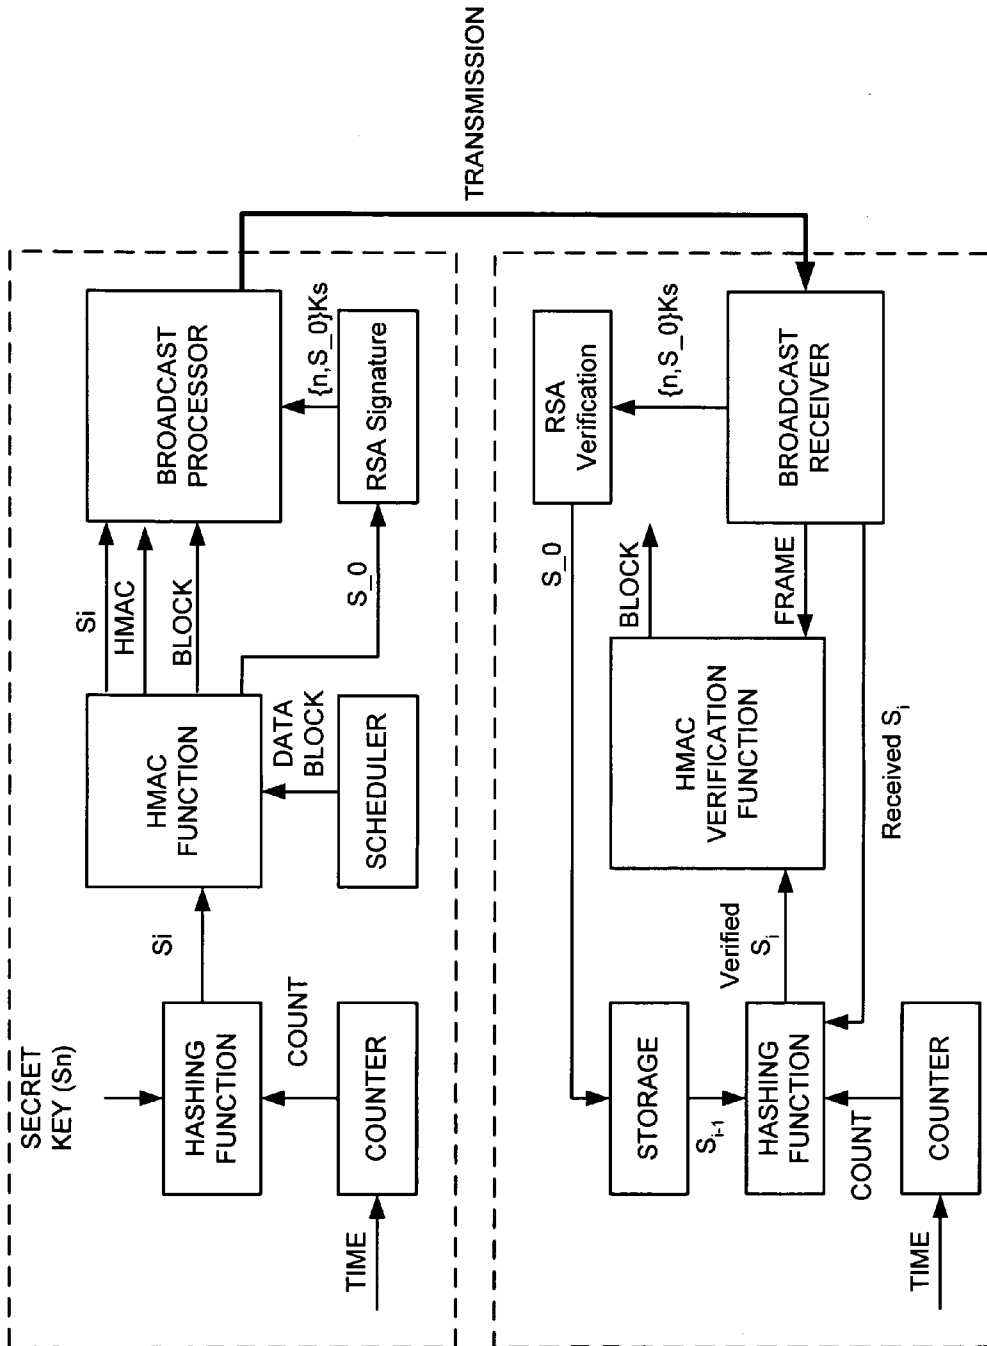 SECRET
KEY (Sn)
HASHING
FUNCTION
COUNT
COUNTER
TIME
Si
HMAC
FUNCTION
DATA
BLOCK
SCHEDULER
Si
HMAC
BLOCK
S_0
BROADCAST
PROCESSOR
{n,S_0}Ks
RSA Signature
TRANSMISSION
STORAGE
S_{i-1}
HASHING
FUNCTION
COUNT
COUNTER
TIME
Verified
S_i
HMAC
VERIFICATION
FUNCTION
Received S_i
BLOCK
FRAME
S_0
RSA
Verification
{n,S_0}Ks
BROADCAST
RECEIVER